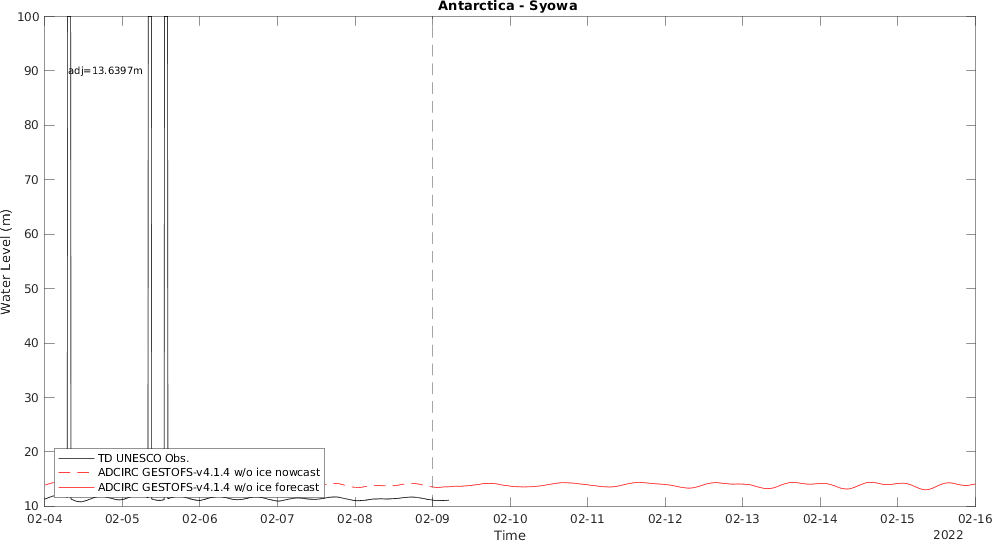 Antarctica - Syowa
100
90
80
70
60
50
40
30
20
10
Water Level (m)
adj=13.6397m
TD UNESCO Obs.
ADCIRC GESTOFS-v4.1.4 w/o ice nowcast
ADCIRC GESTOFS-v4.1.4 w/o ice forecast
02-04 02-05 02-06 02-07 02-08 02-09 02-10 02-11 02-12 02-13 02-14 02-15 02-16
Time
2022